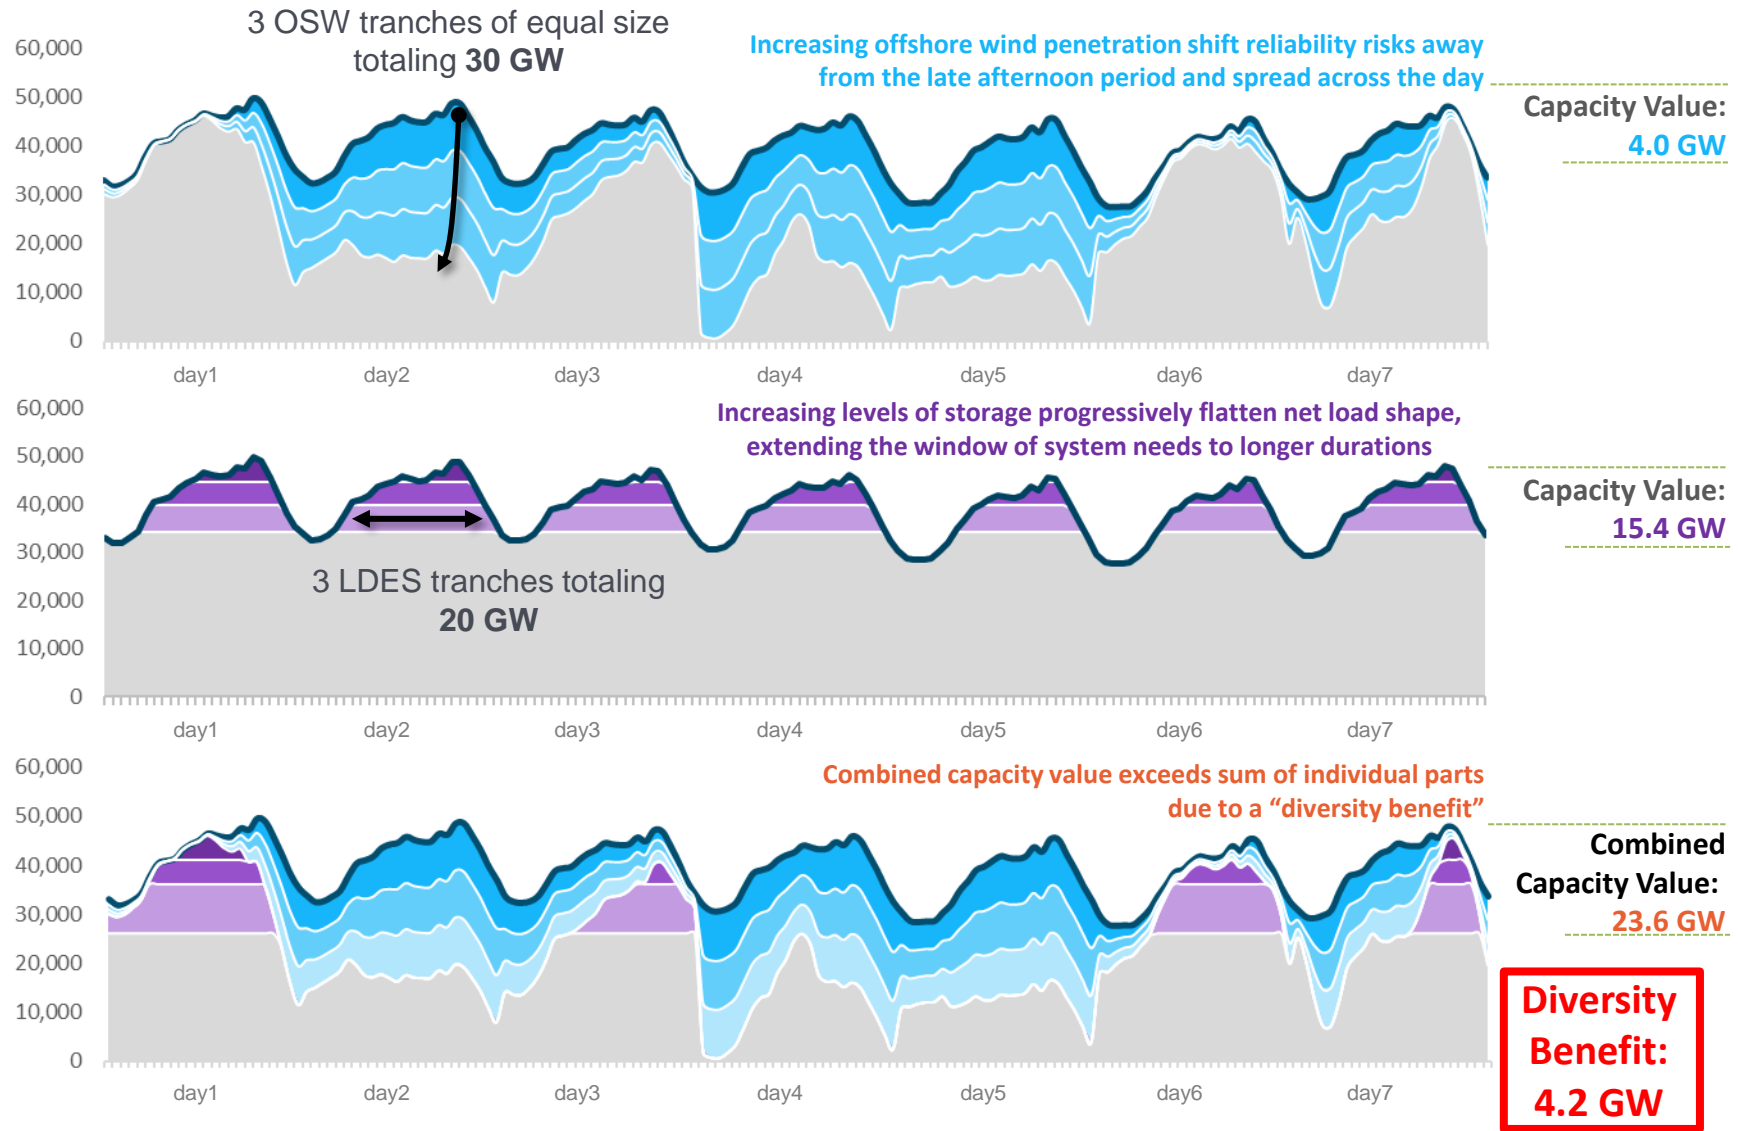 3 OSW tranches of equal size
totaling 30 GW
Increasing offshore wind penetration shift reliability risks away
from the late afternoon period and spread across the day
60,000
50,000
40,000
30,000
20,000
10,000
0
Capacity Value:
4.0 GW
day1
day2
day3
day4
day5
day6
day7
Increasing levels of storage progressively flatten net load shape,
extending the window of system needs to longer durations
60,000
50,000
40,000
30,000
20,000
10,000
0
Capacity Value:
15.4 GW
3 LDES tranches totaling
20 GW
day1
day2
day3
day4
day5
day6
day7
Combined capacity value exceeds sum of individual parts
due to a “diversity benefit”
60,000
50,000
40,000
30,000
20,000
10,000
0
Combined
Capacity Value:
23.6 GW
day1
day2
day3
day4
day5
day6
day7
Diversity
Benefit:
4.2 GW